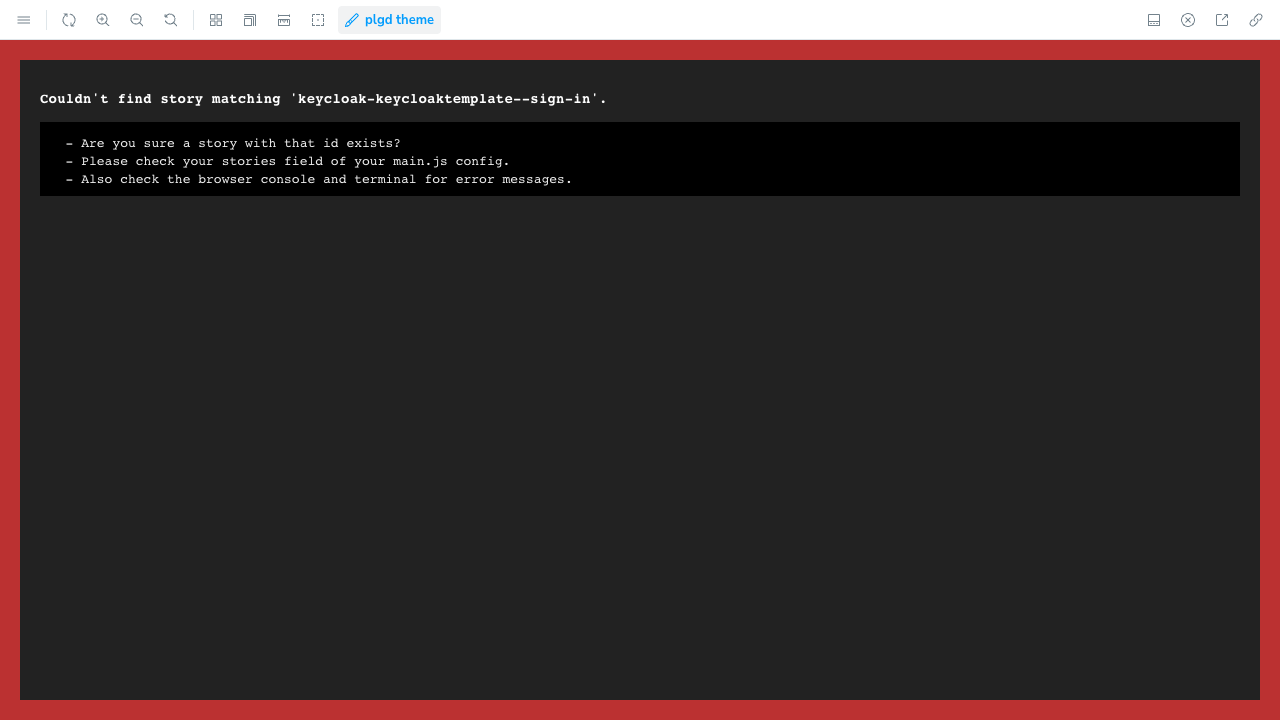 plgd theme
Couldn't find story matching 'keycloak-keycloaktemplate--sign-in'.
- Are you sure a story with that id exists?
- Please check your stories field of your main.js config.
- Also check the browser console and terminal for error messages.